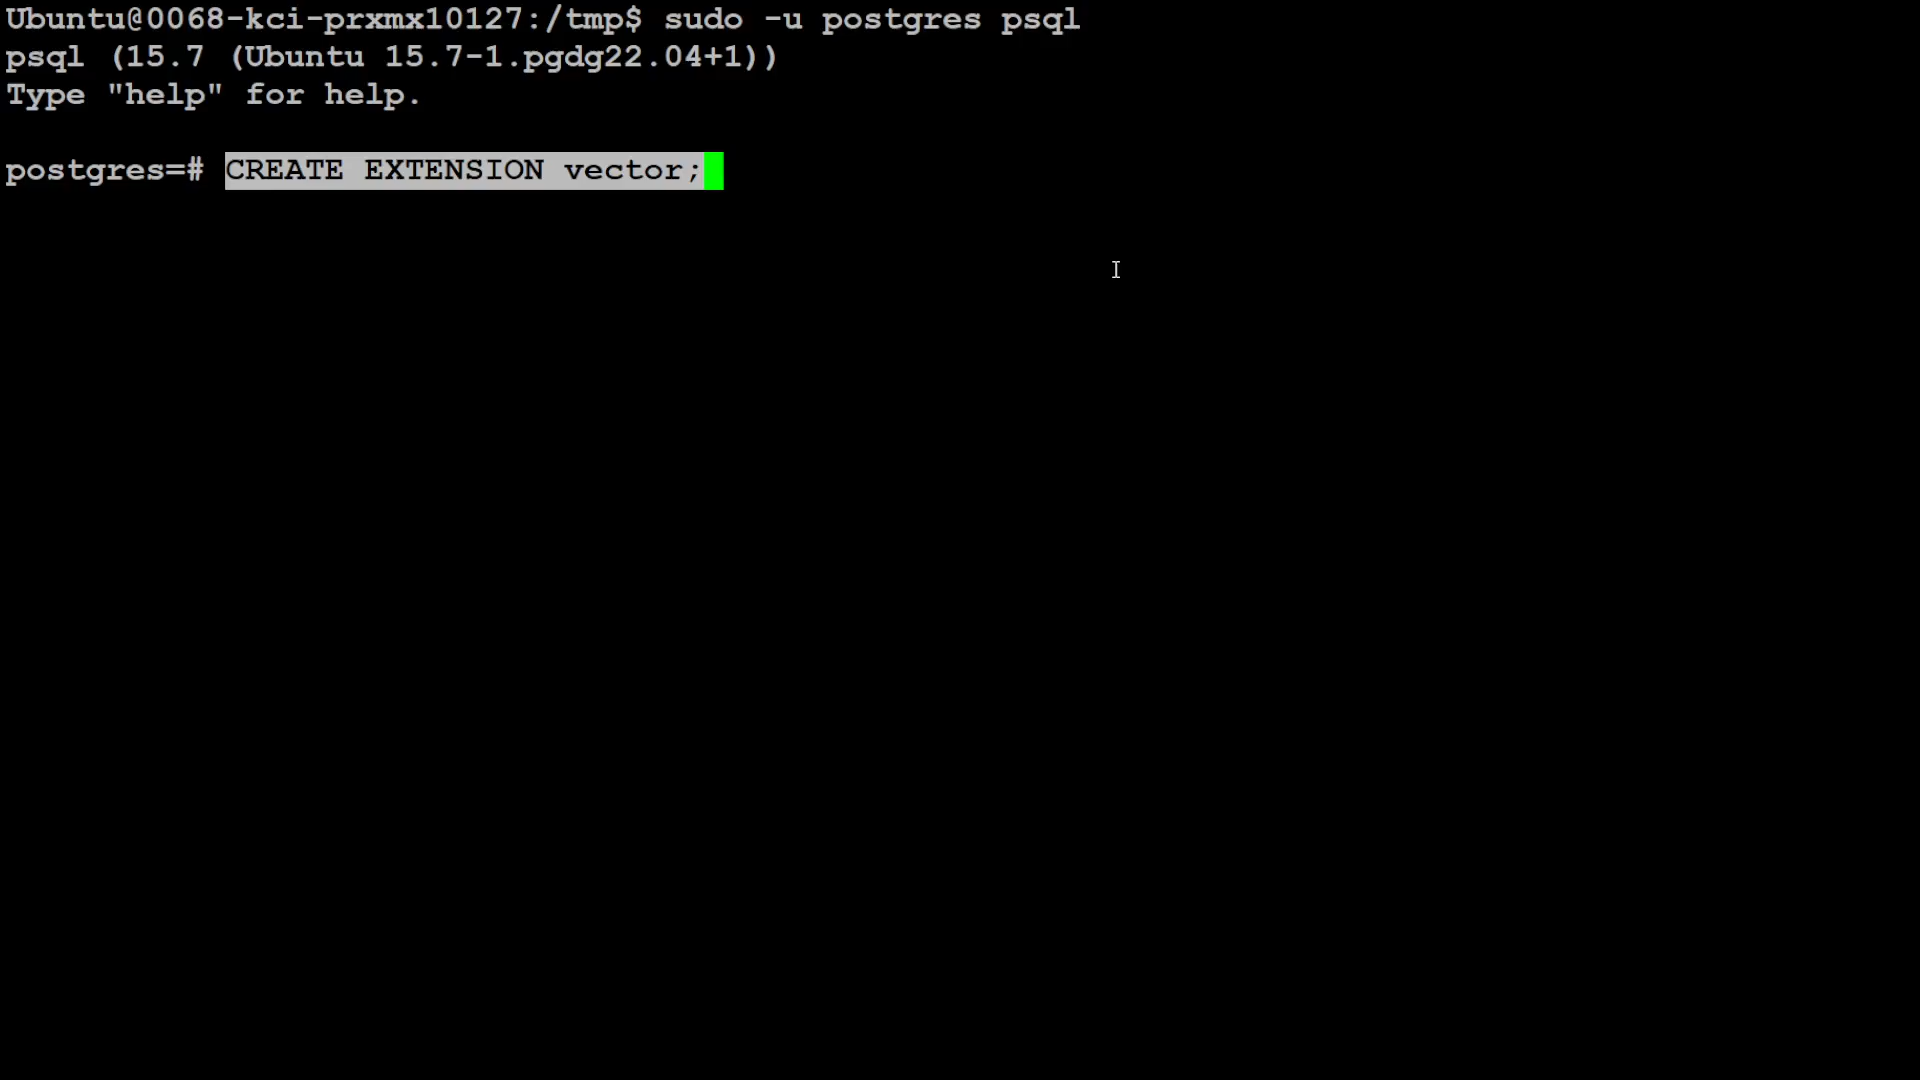 Ubuntu@0068-kci-prxmx10127:/tmp$ sudo -u postgres psql
psql (15.7 (Ubuntu 15.7-1.pgdg22.04+1))
Type "help" for help.
postgres=# CREATE EXTENSION vector;